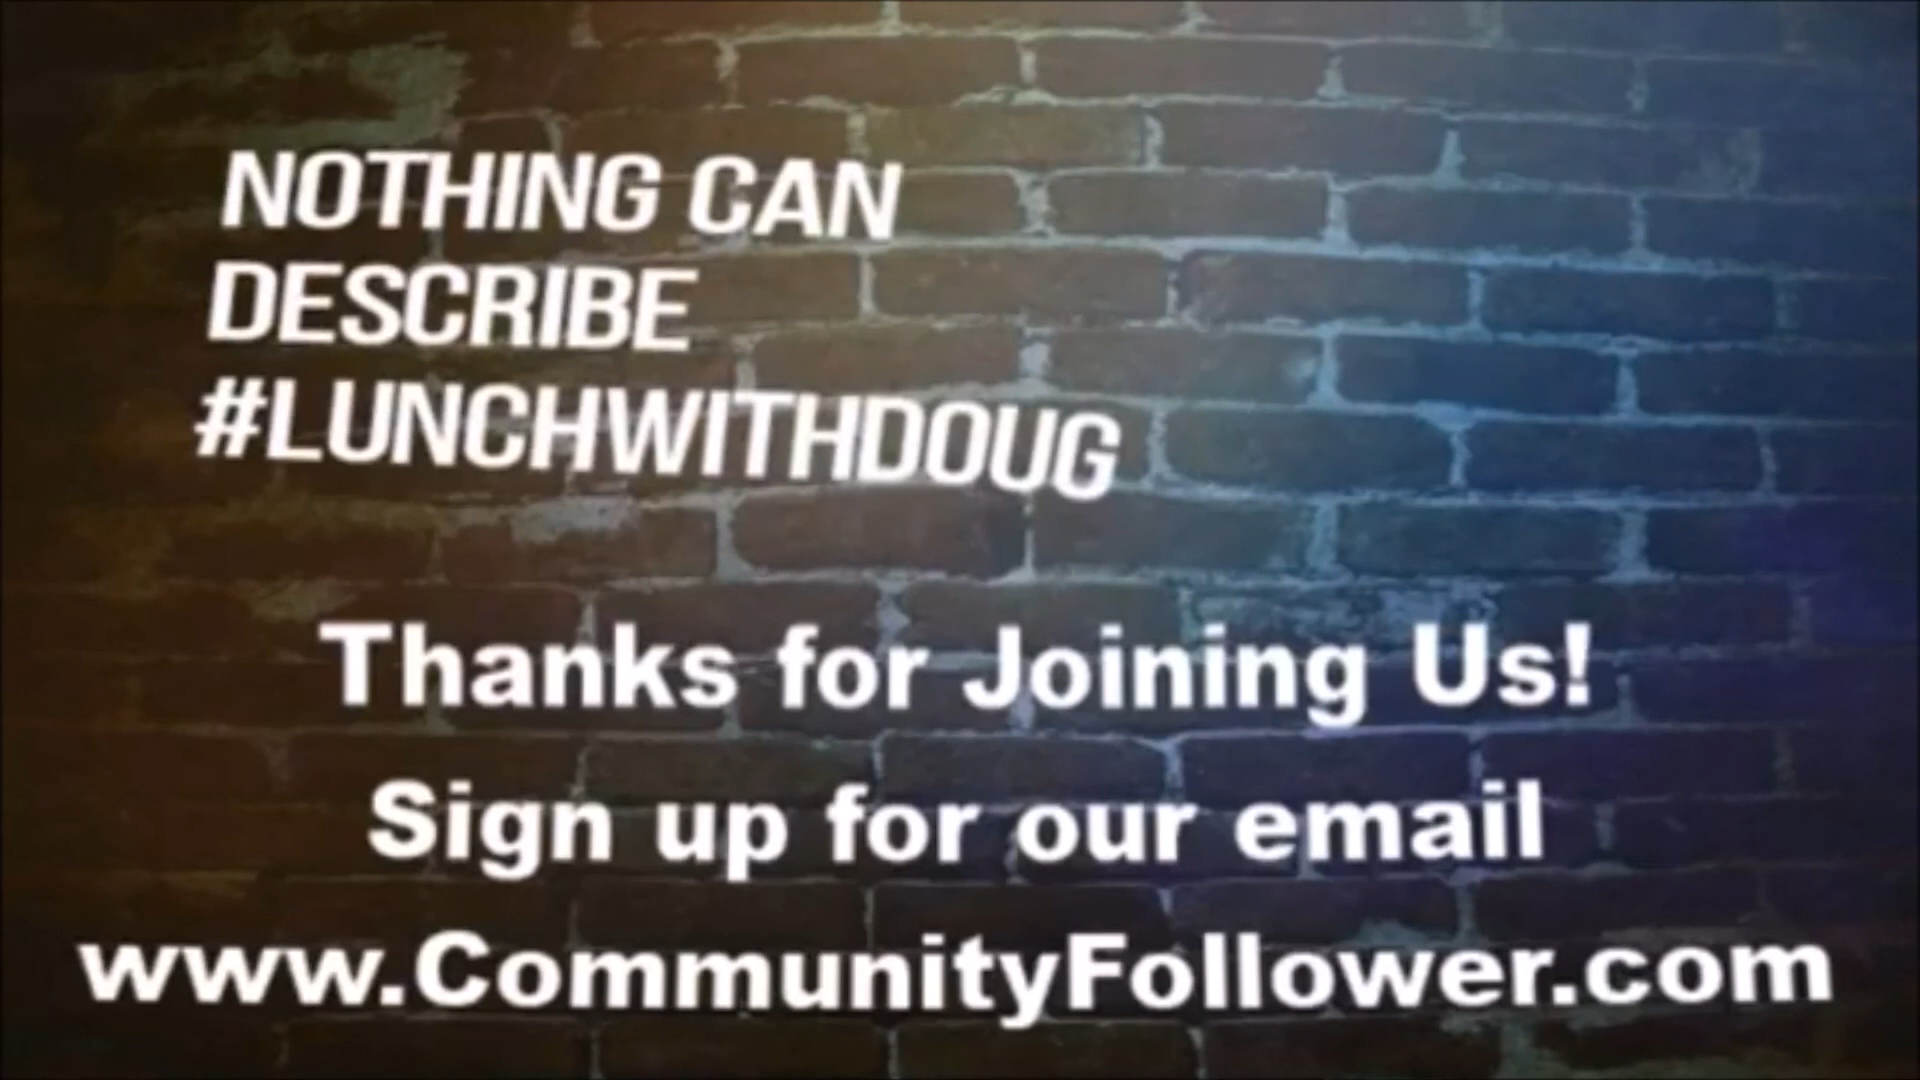 NOTHING CAN
DESCRIBE
#LUNCHWITHDOUG
Thanks for Joining Us!
Sign up for our email
www.CommunityFollower.com